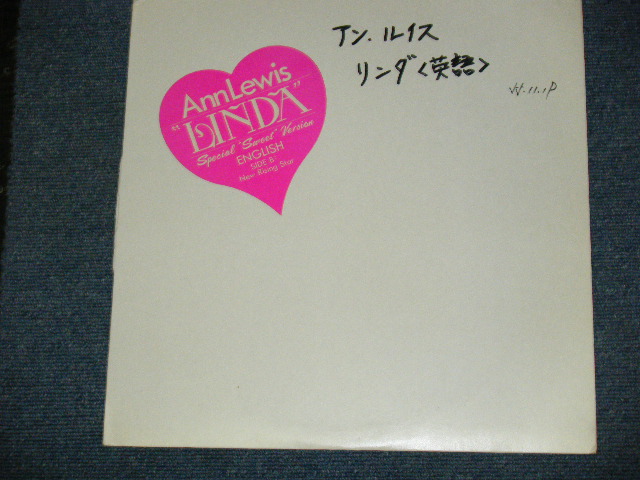 AnnLewis
"LINDA"
Special 'Sweet' Version
ENGLISH
SIDE B
New Rising Star
アン・ルイス
リンダ<英語>